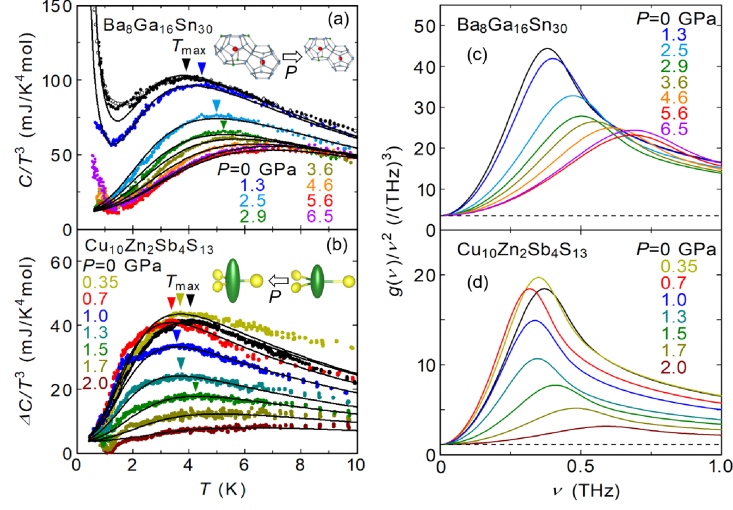 Ba8Ga16Sn30 (a)
Tmax
P
C/T3 (mJ/K4mol)
150
100
50
0
P=0 GPa 3.6
1.3 4.6
2.5 5.6
2.9 6.5
Cu10Zn2Sb4S13 (b)
P=0 GPa
0.35
0.7
1.0
1.3
1.5
1.7
2.0
Tmax
P
ΔC/T3 (mJ/K4mol)
60
40
20
0
0 2 4 6 8 10
T (K)
Ba8Ga16Sn30
P=0 GPa
(c)
1.3
2.5
2.9
3.6
4.6
5.6
6.5
g(ν)/ν2 (/(THz)3)
50
40
30
20
10
0
Cu10Zn2Sb4S13
P=0 GPa
(d)
0.35
0.7
1.0
1.3
1.5
1.7
2.0
20
10
0
0 0.5 1.0
ν (THz)